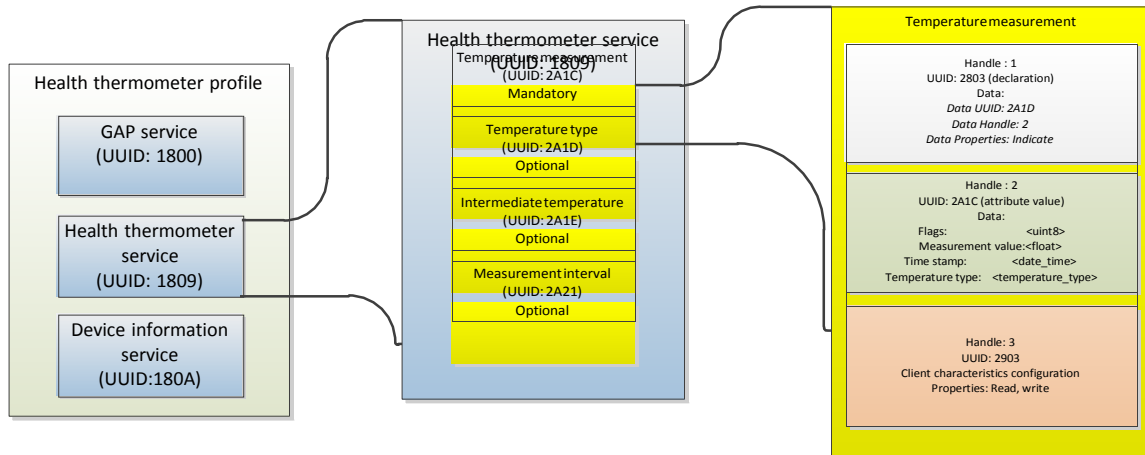 Health thermometer profile
GAP service
(UUID: 1800)
Health thermometer
service
(UUID: 1809)
Device information
service
(UUID:180A)
Health thermometer service
(UUID: 1809)
Temperature measurement
(UUID: 2A1C)
Mandatory
Temperature type
(UUID: 2A1D)
Optional
Intermediate temperature
(UUID: 2A1E)
Optional
Measurement interval
(UUID: 2A21)
Optional
Temperature measurement
Handle : 1
UUID: 2803 (declaration)
Data:
Data UUID: 2A1D
Data Handle: 2
Data Properties: Indicate
Handle : 2
UUID: 2A1C (attribute value)
Data:
Flags: <uint8>
Measurement value:<float>
Time stamp: <date_time>
Temperature type: <temperature_type>
Handle: 3
UUID: 2903
Client characteristics configuration
Properties: Read, write